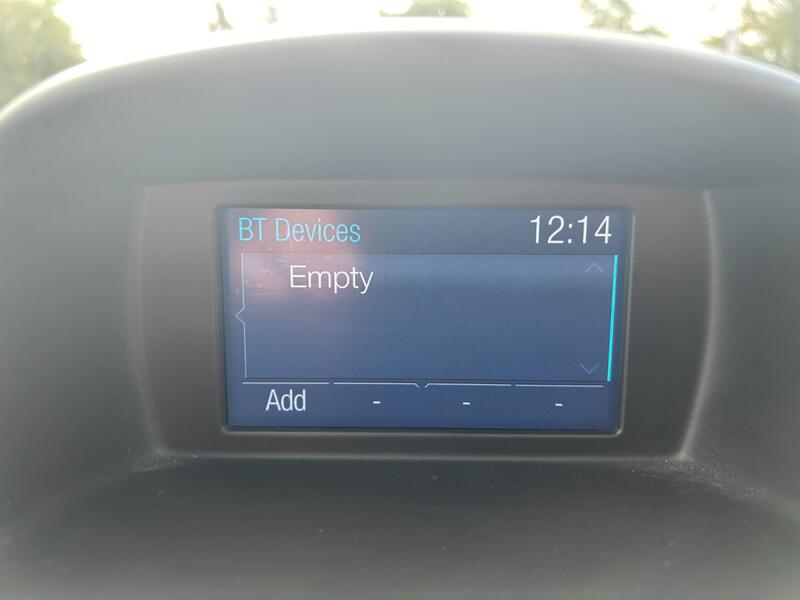 BT Devices 12:14
Empty
Add - - -